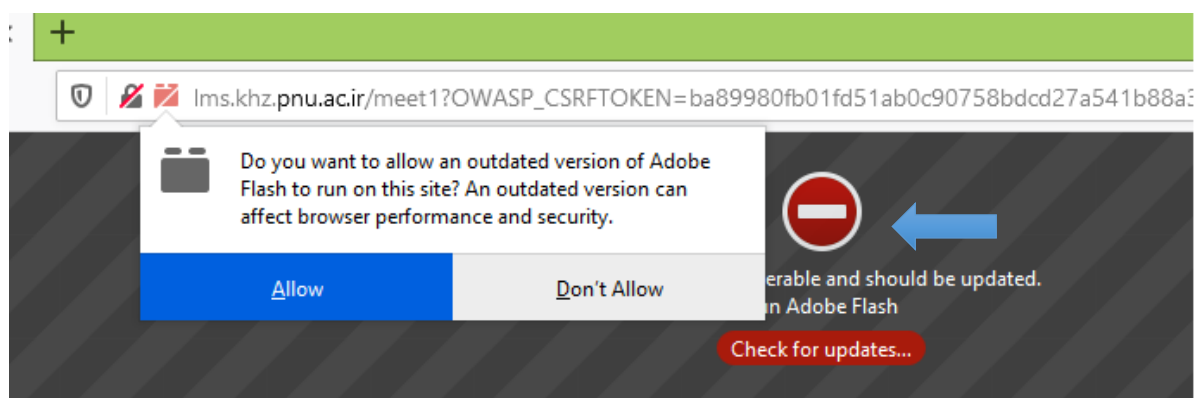 +
lms.khz.pnu.ac.ir/meet1?OWASP_CSRFTOKEN=ba89980fb01fd51ab0c90758bdcd27a541b88a3
Do you want to allow an outdated version of Adobe
Flash to run on this site? An outdated version can
affect browser performance and security.
Allow
Don't Allow
and should be updated.
Adobe Flash
Check for updates...